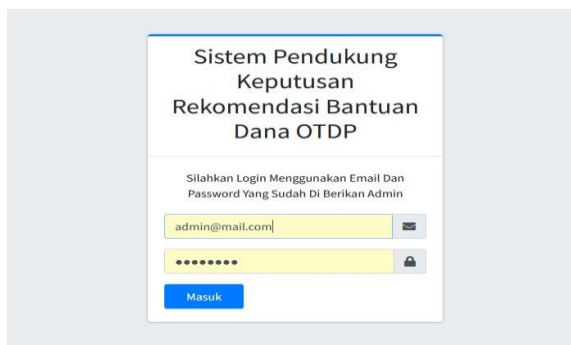 Sistem Pendukung
Keputusan
Rekomendasi Bantuan
Dana OTDP
Silahkan Login Menggunakan Email Dan
Password Yang Sudah Di Berikan Admin
admin@mail.com
••••••••
Masuk